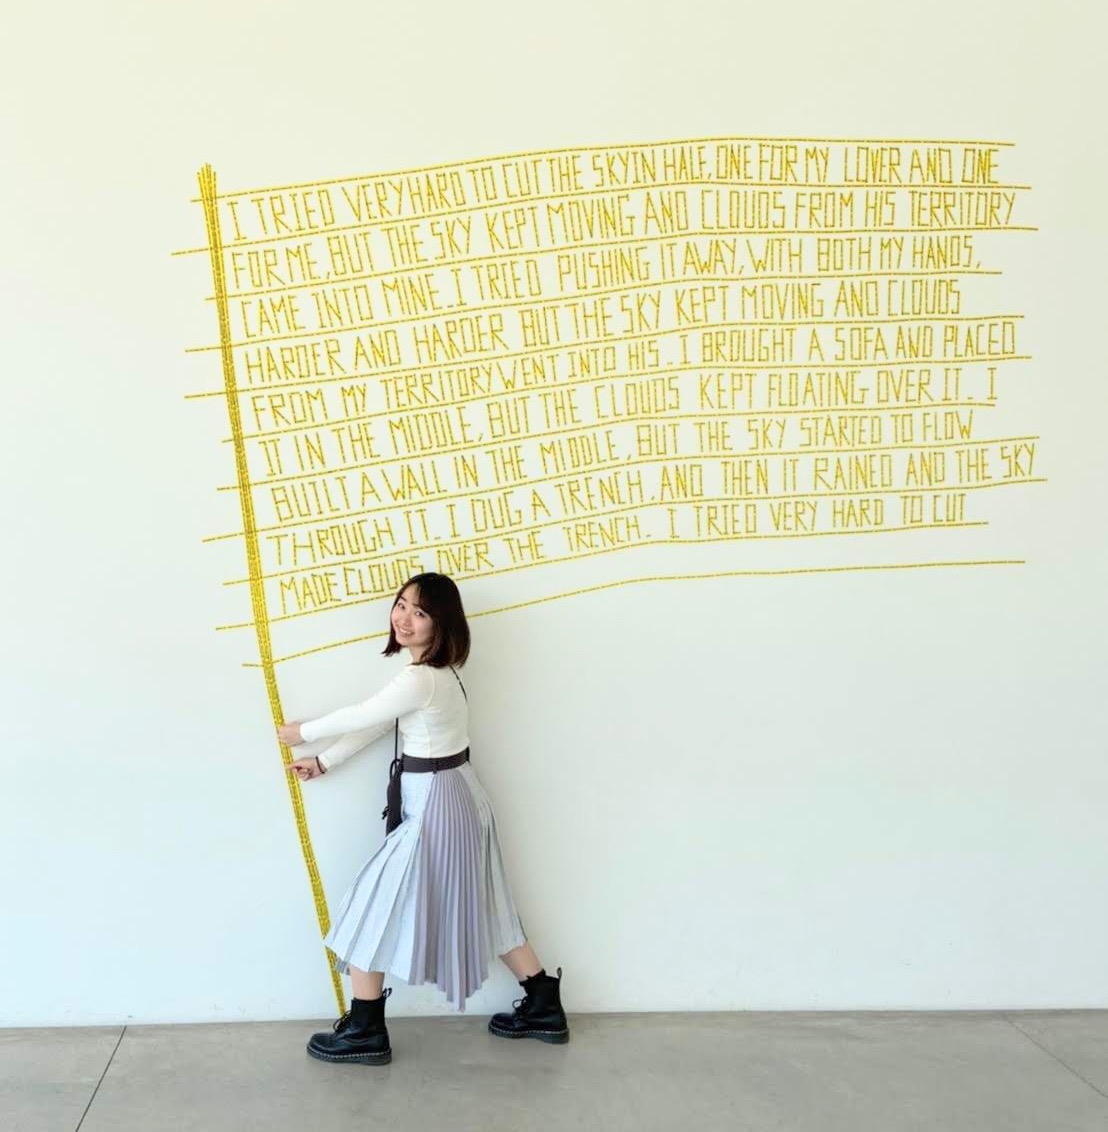 I TRIED VERY HARD TO CUT THE SKY IN HALF, ONE FOR MY LOVER AND ONE
FOR ME, BUT THE SKY KEPT MOVING AND CLOUDS FROM HIS TERRITORY
CAME INTO MINE. I TRIED PUSHING IT AWAY, WITH BOTH MY HANDS,
HARDER AND HARDER BUT THE SKY KEPT MOVING AND CLOUDS
FROM MY TERRITORY WENT INTO HIS. I BROUGHT A SOFA AND PLACED
IT IN THE MIDDLE, BUT THE CLOUDS KEPT FLOATING OVER IT. I
BUILT A WALL IN THE MIDDLE, BUT THE SKY STARTED TO FLOW
THROUGH IT. I DUG A TRENCH, AND THEN IT RAINED AND THE SKY
MADE CLOUDS OVER THE TRENCH. I TRIED VERY HARD TO CUT